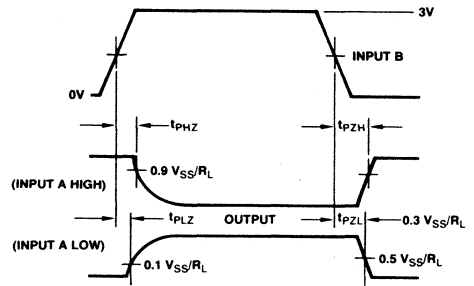 3V
INPUT B
0V
tPHZ
tPZH
0.9 VSS/RL
(INPUT A HIGH)
tPLZ
OUTPUT
tPZL
0.3 VSS/RL
(INPUT A LOW)
0.1 VSS/RL
0.5 VSS/RL